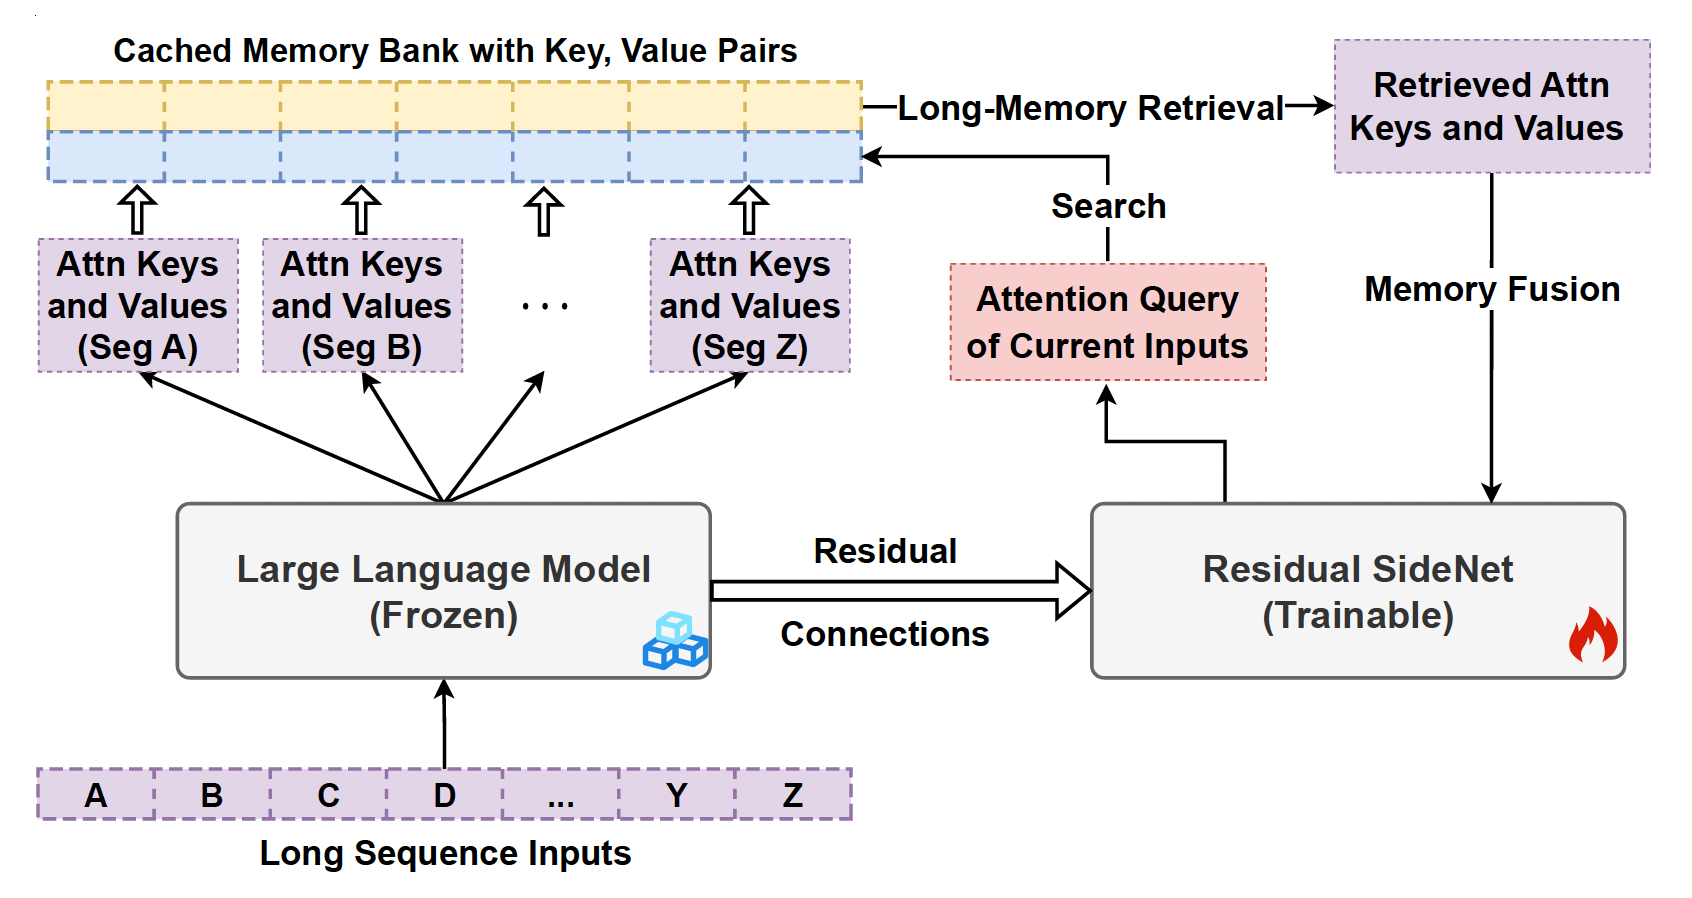 Cached Memory Bank with Key, Value Pairs
Long-Memory Retrieval
Retrieved Attn
Keys and Values
Search
Attn Keys
and Values
(Seg A)
Attn Keys
and Values
(Seg B)
...
Attn Keys
and Values
(Seg Z)
Attention Query
of Current Inputs
Memory Fusion
Large Language Model
(Frozen)
Residual
Connections
Residual SideNet
(Trainable)
A B C D ... Y Z
Long Sequence Inputs